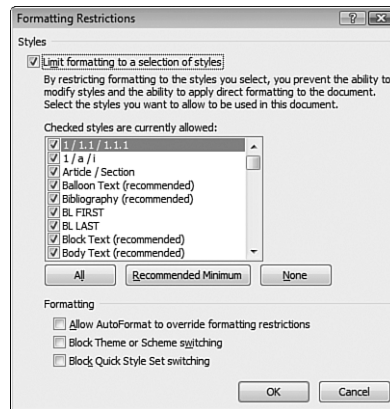 Formatting Restrictions
Styles
Limit formatting to a selection of styles
By restricting formatting to the styles you select, you prevent the ability to
modify styles and the ability to apply direct formatting to the document.
Select the styles you want to allow to be used in this document.
Checked styles are currently allowed:
1 / 1.1 / 1.1.1
1 / a / i
Article / Section
Balloon Text (recommended)
Bibliography (recommended)
BL FIRST
BL LAST
Block Text (recommended)
Body Text (recommended)
All Recommended Minimum None
Formatting
Allow AutoFormat to override formatting restrictions
Block Theme or Scheme switching
Block Quick Style Set switching
OK Cancel